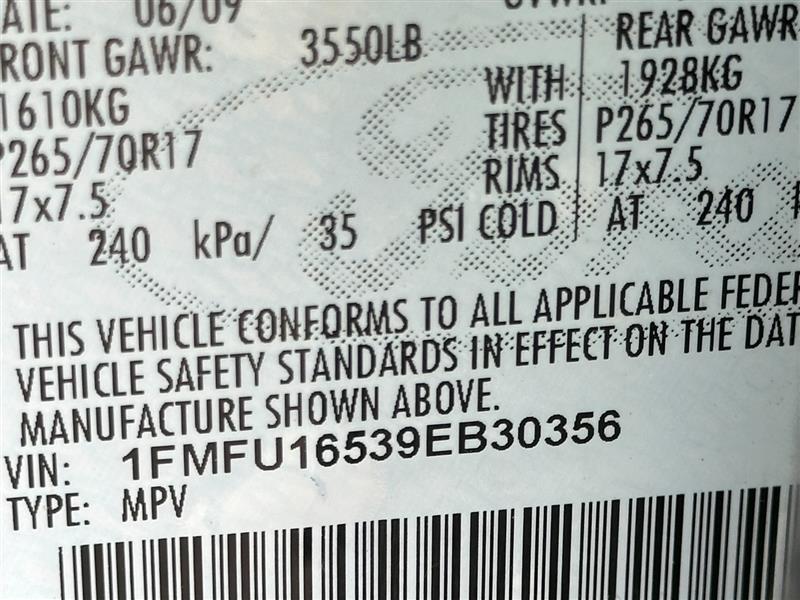 ATE: 06/09
RONT GAWR: 3550LB
REAR GAWR
1610KG
WITH 1928KG
P265/70R17
TIRES P265/70R17
17x7.5
RIMS 17x7.5
AT 240 kPa/ 35 PSI COLD AT 240
THIS VEHICLE CONFORMS TO ALL APPLICABLE FEDER
VEHICLE SAFETY STANDARDS IN EFFECT ON THE DAT
MANUFACTURE SHOWN ABOVE.
VIN: 1FMFU16539EB30356
TYPE: MPV